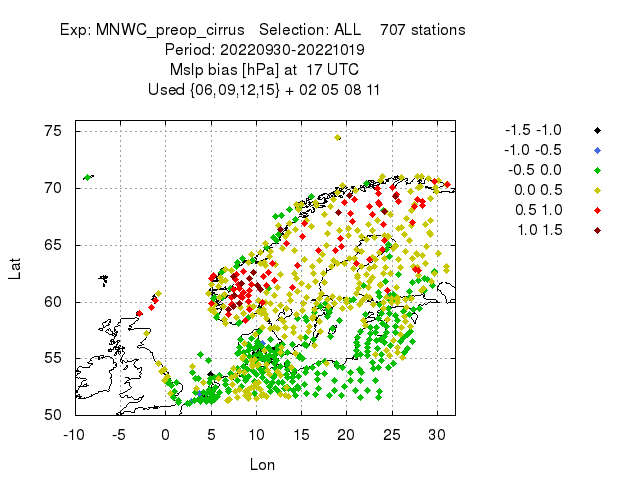 Exp: MNWC_preop_cirrus Selection: ALL 707 stations
Period: 20220930-20221019
Mslp bias [hPa] at 17 UTC
Used {06,09,12,15} + 02 05 08 11
75
70
65
60
55
50
-10 -5 0 5 10 15 20 25 30
Lat
Lon
-1.5 -1.0
-1.0 -0.5
-0.5 0.0
0.0 0.5
0.5 1.0
1.0 1.5